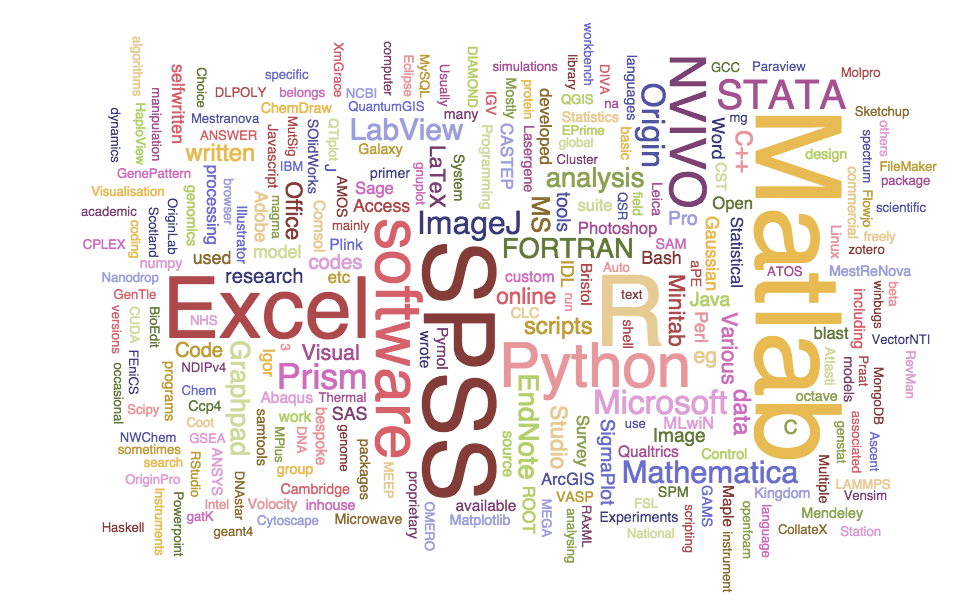 algorithms
XmGrace
computer
Eclipse
MySQL
Usually
DIAMOND
simulations
library
workbench
DIVA
languages
NVIVO
GCC
Paraview
Molpro
selfwritten
Choice
specific
DLPOLY
belongs
NCBI
many
IGV
Mostly
protein
developed
QGIS
na
Origin
STATA
Sketchup
dynamics
HaploView
manipulation
Mestranova
ChemDraw
QuantumGIS
LabView
Statistics
EPrime
global
basic
Word
mg
C++
Matlab
others
spectrum
ANSWER
Javascript
MutSig
SOLidWorks
QTiplot
J
Galaxy
gnuplot
LaTeX
System
Programming
CASTEP
Lasergene
Cluster
design
GenePattern
written
IBM
primer
analysis
CST
FileMaker
package
Visualisation
genomics
processing
browser
Illustrator
Adobe
magma
Office
Comsol
AMOS
Sage
Access
mainly
field
MS
tools
suite
QSR
Leica
Open
commercial
Flowjo
scientific
academic
coding
Scotland
OriginLab
ImageJ
Photoshop
Pro
Gaussian
Statistical
Linux
freely
zotero
CPLEX
numpy
used
model
Plink
codes
software
SPSS
FORTRAN
SAM
Bash
Nanodrop
research
etc
custom
IDL
Auto
aPE
ATOS
MestReNova
GenTle
Excel
online
run
Bristol
R
text
Minitab
Java
including
winbugs
beta
versions
CUDA
BioEdit
NHS
CLC
scripts
shell
Perl
Various
blast
VectorNTI
Code
Graphpad
Igor
3
Visual
wrote
Pymol
Python
eg
occasional
FEniCS
programs
NDIPv4
Prism
Atlasti
models
Praat
MongoDB
RevMan
Chem
Abaqus
Thermal
EndNote
Microsoft
data
octave
Scipy
Ccp4
work
bespoke
SAS
Studio
Survey
use
MLwiN
C
genstat
associated
Coot
samtools
MPlus
DNA
genome
packages
source
SigmaPlot
Image
NWChem
GSEA
Ascent
sometimes
search
RStudio
ANSYS
group
MEEP
proprietary
ArcGIS
Qualtrics
Control
Multiple
OriginPro
Instruments
DNAstar
Cambridge
Mathematica
LAMMPS
Powerpoint
Intel
Volocity
inhouse
OMERO
available
ROOT
MEGA
VASP
RAxML
SPM
FSL
GAMS
Maple
Kingdom
Vensim
gatK
Cytoscape
Microwave
Matplotlib
analysing
Experiments
scripting
instrument
openfoam
language
Mendeley
Haskell
geant4
National
CollateX
Station